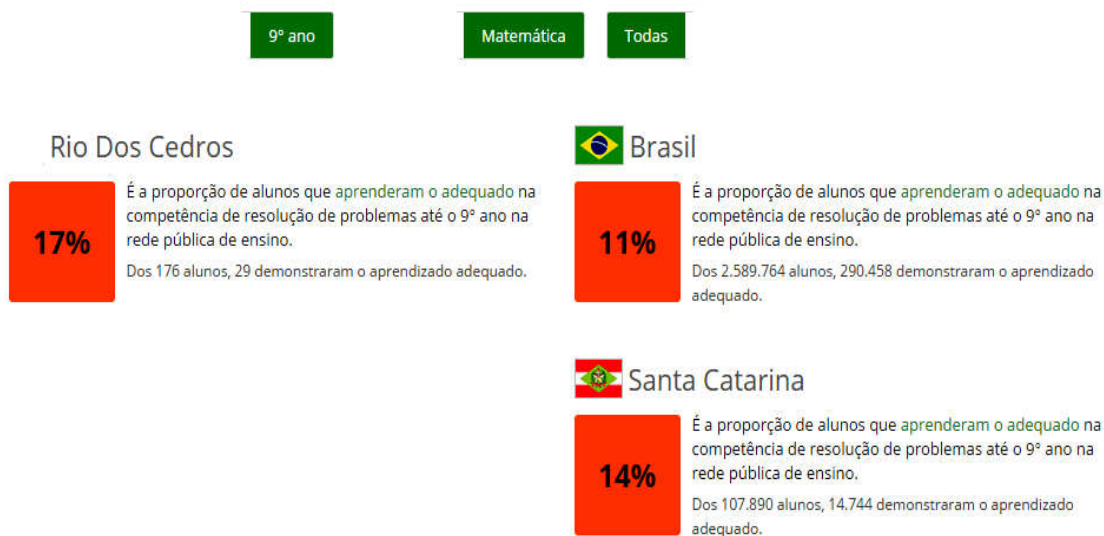 9º ano
Matemática
Todas
Rio Dos Cedros
17%
É a proporção de alunos que aprenderam o adequado na
competência de resolução de problemas até o 9º ano na
rede pública de ensino.
Dos 176 alunos, 29 demonstraram o aprendizado adequado.
Brasil
11%
É a proporção de alunos que aprenderam o adequado na
competência de resolução de problemas até o 9º ano na
rede pública de ensino.
Dos 2.589.764 alunos, 290.458 demonstraram o aprendizado
adequado.
Santa Catarina
14%
É a proporção de alunos que aprenderam o adequado na
competência de resolução de problemas até o 9º ano na
rede pública de ensino.
Dos 107.890 alunos, 14.744 demonstraram o aprendizado
adequado.